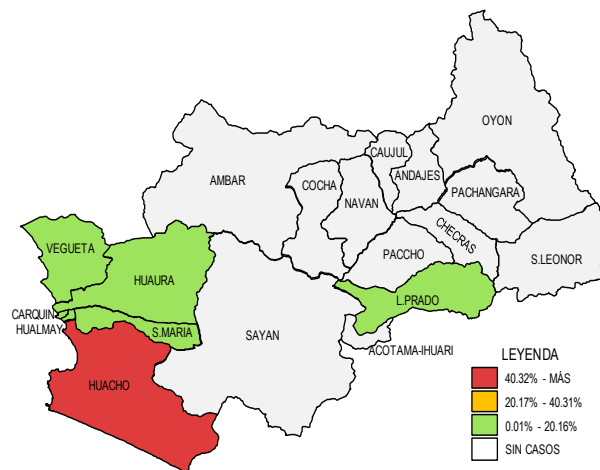 OYON
CAUJUL
ANDAJES
AMBAR
COCHA
NAVAN
PACHANGARA
CHECRAS
VEGUETA
HUAURA
PACCHO
S.LEONOR
L.PRADO
CARQUIN
HUALMAY
S.MARIA
SAYAN
ACOTAMA-IHUARI
HUACHO
LEYENDA
40.32% - MÁS
20.17% - 40.31%
0.01% - 20.16%
SIN CASOS